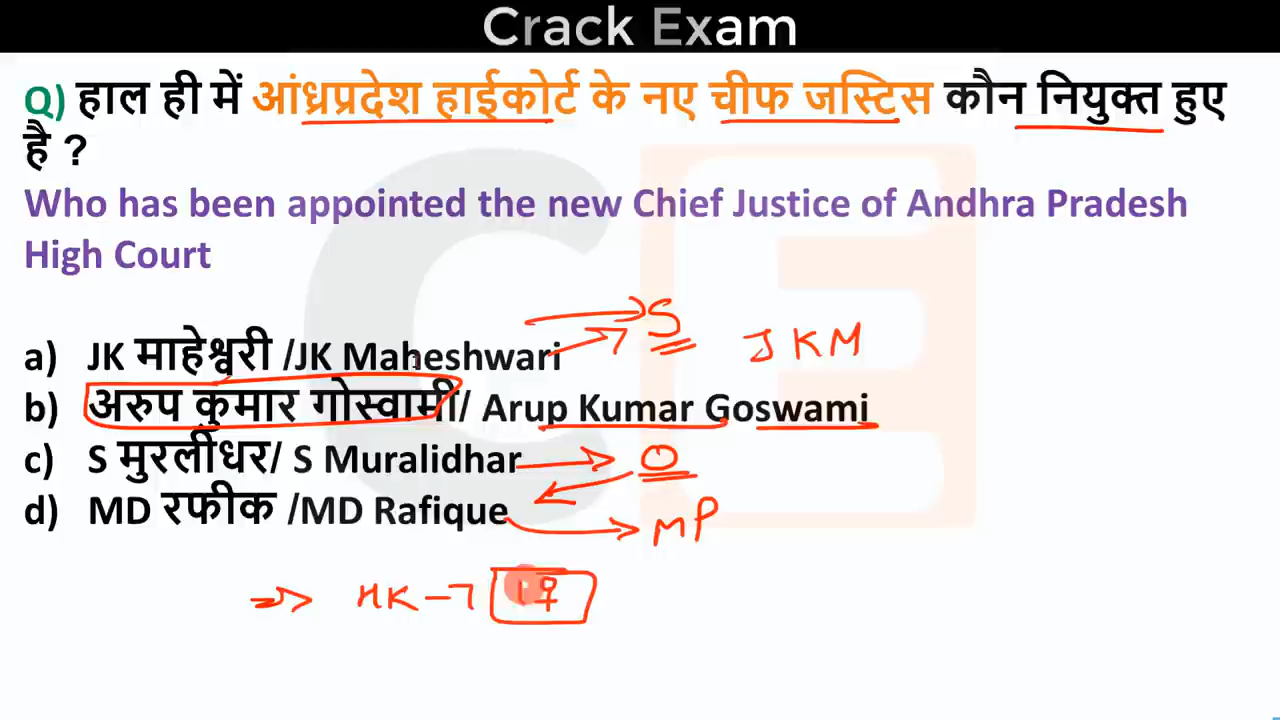 Crack Exam
Q) हाल ही में आंध्रप्रदेश हाईकोर्ट के नए चीफ जस्टिस कौन नियुक्त हुए
है ?
Who has been appointed the new Chief Justice of Andhra Pradesh
High Court
S
JKM
a) JK माहेश्वरी /JK Maheshwari
b) अरुप कुमार गोस्वामी/ Arup Kumar Goswami
c) S मुरलीधर/ S Muralidhar
O
d) MD रफीक /MD Rafique
MP
HK-7